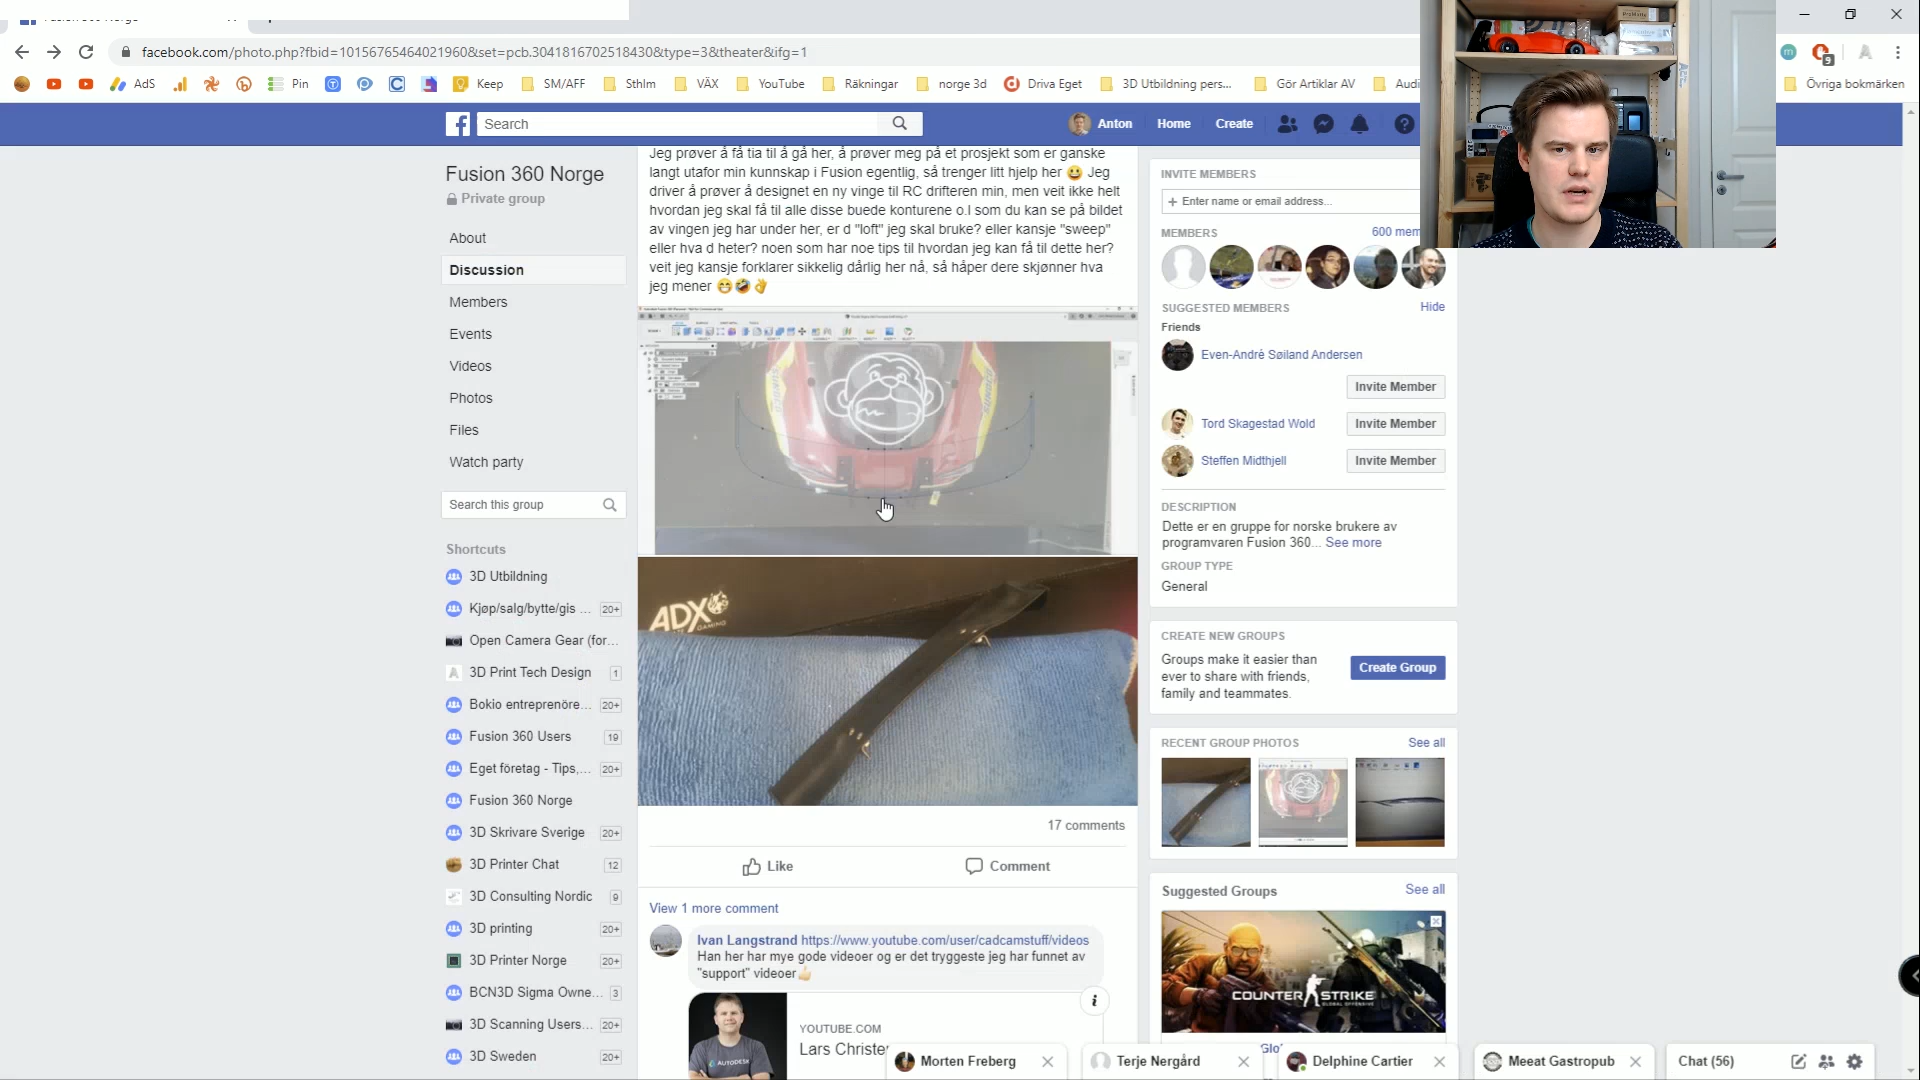 facebook.com/photo.php?fbid=10156765464021960&set=pcb.3041816702518430&type=3&theater&ifg=1
AdS
Pin
Keep
SM/AFF
Sthlm
VÄX
YouTube
Räkningar
norge 3d
Driva Eget
3D Utbildning pers...
Gör Artiklar AV
Övriga bokmärken
Search
Anton
Home
Create
Fusion 360 Norge
Private group
About
Discussion
Members
Events
Videos
Photos
Files
Watch party
Search this group
Shortcuts
3D Utbildning
Kjøp/salg/bytte/gis ... 20+
Open Camera Gear (for...
3D Print Tech Design 1
Bokio entreprenöre... 20+
Fusion 360 Users 19
Eget företag - Tips,... 20+
Fusion 360 Norge
3D Skrivare Sverige 20+
3D Printer Chat 12
3D Consulting Nordic 9
3D printing 20+
3D Printer Norge 20+
BCN3D Sigma Owne... 3
3D Scanning Users... 20+
3D Sweden 20+
Jeg prøver å få tia til å gå her, å prøver meg på et prosjekt som er ganske
langt utafor min kunnskap i Fusion egentlig, så trenger litt hjelp her 😀 Jeg
driver å prøver å designet en ny vinge til RC drifteren min, men veit ikke helt
hvordan jeg skal få til alle disse buede konturene o.l som du kan se på bildet
av vingen jeg har under her, er d "loft" jeg skal bruke? eller kansje "sweep"
eller hva d heter? noen som har noe tips til hvordan jeg kan få til dette her?
veit jeg kansje forklarer sikkelig dårlig her nå, så håper dere skjønner hva
jeg mener 😁🤣👌
ADX
GAMING
17 comments
Like
Comment
View 1 more comment
Ivan Langstrand https://www.youtube.com/user/cadcamstuff/videos
Han her har mye gode videoer og er det tryggeste jeg har funnet av
"support" videoer👍
AUTODESK
YOUTUBE.COM
Lars Christe
INVITE MEMBERS
+ Enter name or email address...
MEMBERS
600 mem
SUGGESTED MEMBERS
Hide
Friends
Even-Andrè Søiland Andersen
Invite Member
Tord Skagestad Wold
Invite Member
Steffen Midthjell
Invite Member
DESCRIPTION
Dette er en gruppe for norske brukere av
programvaren Fusion 360... See more
GROUP TYPE
General
CREATE NEW GROUPS
Groups make it easier than
ever to share with friends,
family and teammates.
Create Group
RECENT GROUP PHOTOS
See all
Suggested Groups
See all
COUNTER STRIKE
GLOBAL OFFENSIVE
Morten Freberg
Terje Nergård
Delphine Cartier
Meeat Gastropub
Chat (56)